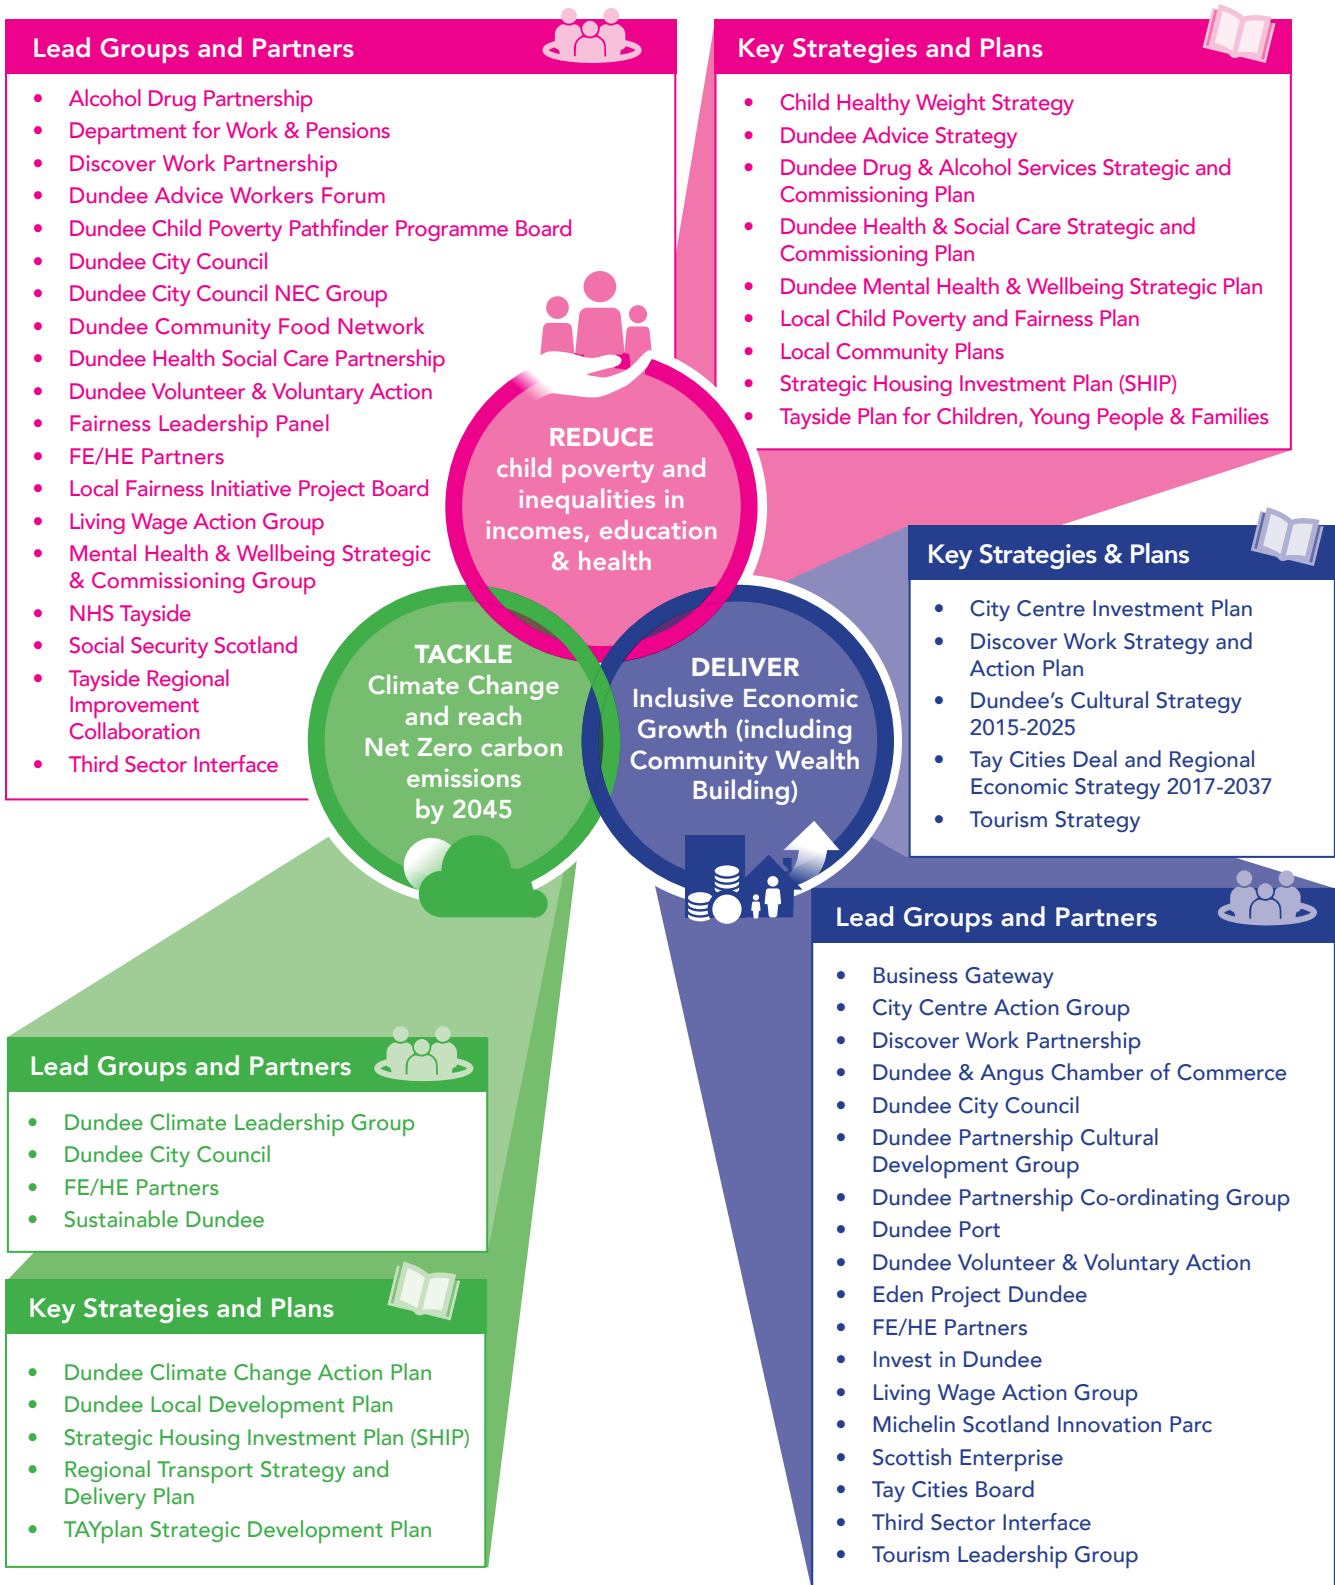 Lead Groups and Partners
• Alcohol Drug Partnership
• Department for Work & Pensions
• Discover Work Partnership
• Dundee Advice Workers Forum
• Dundee Child Poverty Pathfinder Programme Board
• Dundee City Council
• Dundee City Council NEC Group
• Dundee Community Food Network
• Dundee Health Social Care Partnership
• Dundee Volunteer & Voluntary Action
• Fairness Leadership Panel
• FE/HE Partners
• Local Fairness Initiative Project Board
• Living Wage Action Group
• Mental Health & Wellbeing Strategic
& Commissioning Group
• NHS Tayside
• Social Security Scotland
• Tayside Regional
Improvement
Collaboration
• Third Sector Interface
Key Strategies and Plans
• Child Healthy Weight Strategy
• Dundee Advice Strategy
• Dundee Drug & Alcohol Services Strategic and
Commissioning Plan
• Dundee Health & Social Care Strategic and
Commissioning Plan
• Dundee Mental Health & Wellbeing Strategic Plan
• Local Child Poverty and Fairness Plan
• Local Community Plans
• Strategic Housing Investment Plan (SHIP)
• Tayside Plan for Children, Young People & Families
REDUCE
child poverty and
inequalities in
incomes, education
& health
TACKLE
Climate Change
and reach
Net Zero carbon
emissions
by 2045
DELIVER
Inclusive Economic
Growth (including
Community Wealth
Building)
Key Strategies & Plans
• City Centre Investment Plan
• Discover Work Strategy and
Action Plan
• Dundee's Cultural Strategy
2015-2025
• Tay Cities Deal and Regional
Economic Strategy 2017-2037
• Tourism Strategy
Lead Groups and Partners
• Business Gateway
• City Centre Action Group
• Discover Work Partnership
• Dundee & Angus Chamber of Commerce
• Dundee City Council
• Dundee Partnership Cultural
Development Group
• Dundee Partnership Co-ordinating Group
• Dundee Port
• Dundee Volunteer & Voluntary Action
• Eden Project Dundee
• FE/HE Partners
• Invest in Dundee
• Living Wage Action Group
• Michelin Scotland Innovation Parc
• Scottish Enterprise
• Tay Cities Board
• Third Sector Interface
• Tourism Leadership Group
Lead Groups and Partners
• Dundee Climate Leadership Group
• Dundee City Council
• FE/HE Partners
• Sustainable Dundee
Key Strategies and Plans
• Dundee Climate Change Action Plan
• Dundee Local Development Plan
• Strategic Housing Investment Plan (SHIP)
• Regional Transport Strategy and
Delivery Plan
• TAYplan Strategic Development Plan